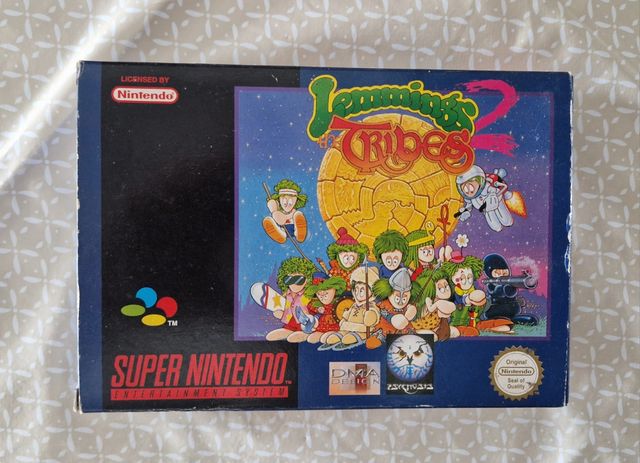 LICENSED BY
Nintendo
Lemmings 2
THE TRIBES
TM
SUPER NINTENDO
ENTERTAINMENT SYSTEM
DMA
DESIGN
PSYGNOSIS
Original
Nintendo
Seal of
Quality